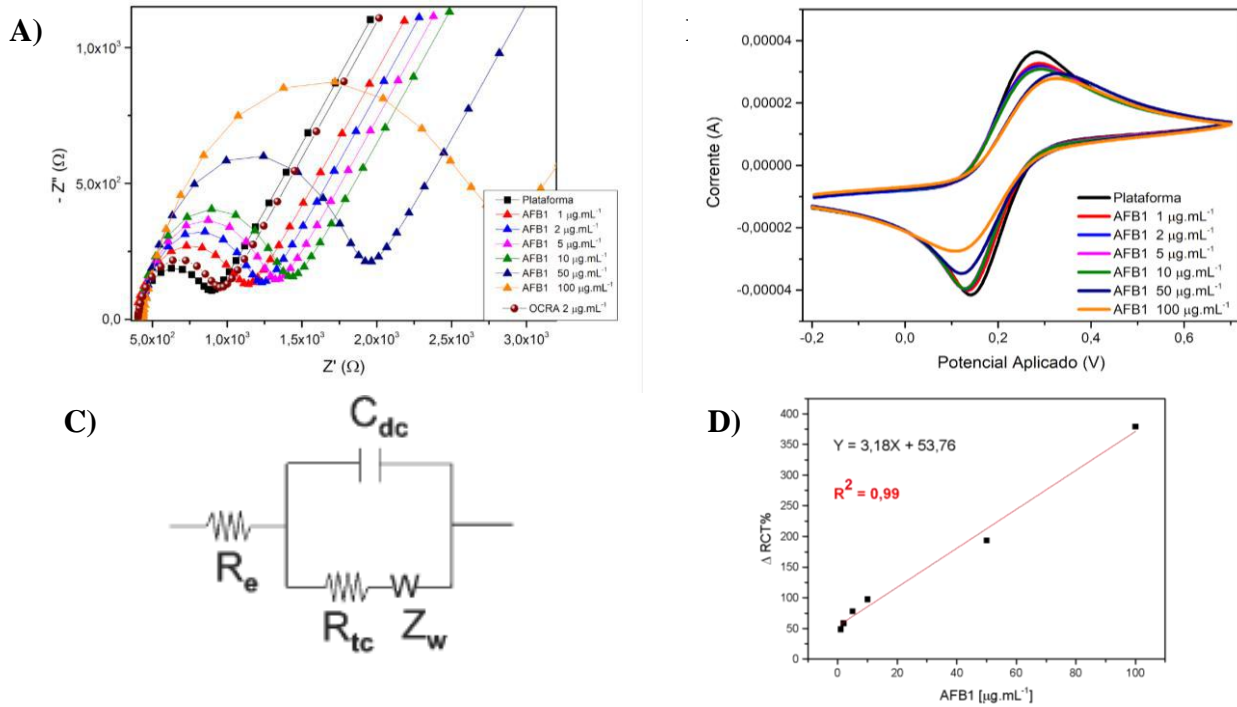 A)
- Z" (Ω)
1,0x10³
5,0x10²
0,0
5,0x10² 1,0x10³ 1,5x10³ 2,0x10³ 2,5x10³ 3,0x10³
Z' (Ω)
Plataforma
AFB1 1 µg.mL⁻¹
AFB1 2 µg.mL⁻¹
AFB1 5 µg.mL⁻¹
AFB1 10 µg.mL⁻¹
AFB1 50 µg.mL⁻¹
AFB1 100 µg.mL⁻¹
OCRA 2 µg.mL⁻¹
Corrente (A)
0,00004
0,00002
0,00000
-0,00002
-0,00004
-0,2 0,0 0,2 0,4 0,6
Potencial Aplicado (V)
Plataforma
AFB1 1 µg.mL⁻¹
AFB1 2 µg.mL⁻¹
AFB1 5 µg.mL⁻¹
AFB1 10 µg.mL⁻¹
AFB1 50 µg.mL⁻¹
AFB1 100 µg.mL⁻¹
C)
C_dc
R_e
R_tc Z_w
D)
Δ RCT%
400
350
300
250
200
150
100
50
0
Y = 3,18X + 53,76
R² = 0,99
0 20 40 60 80 100
AFB1 [µg.mL⁻¹]